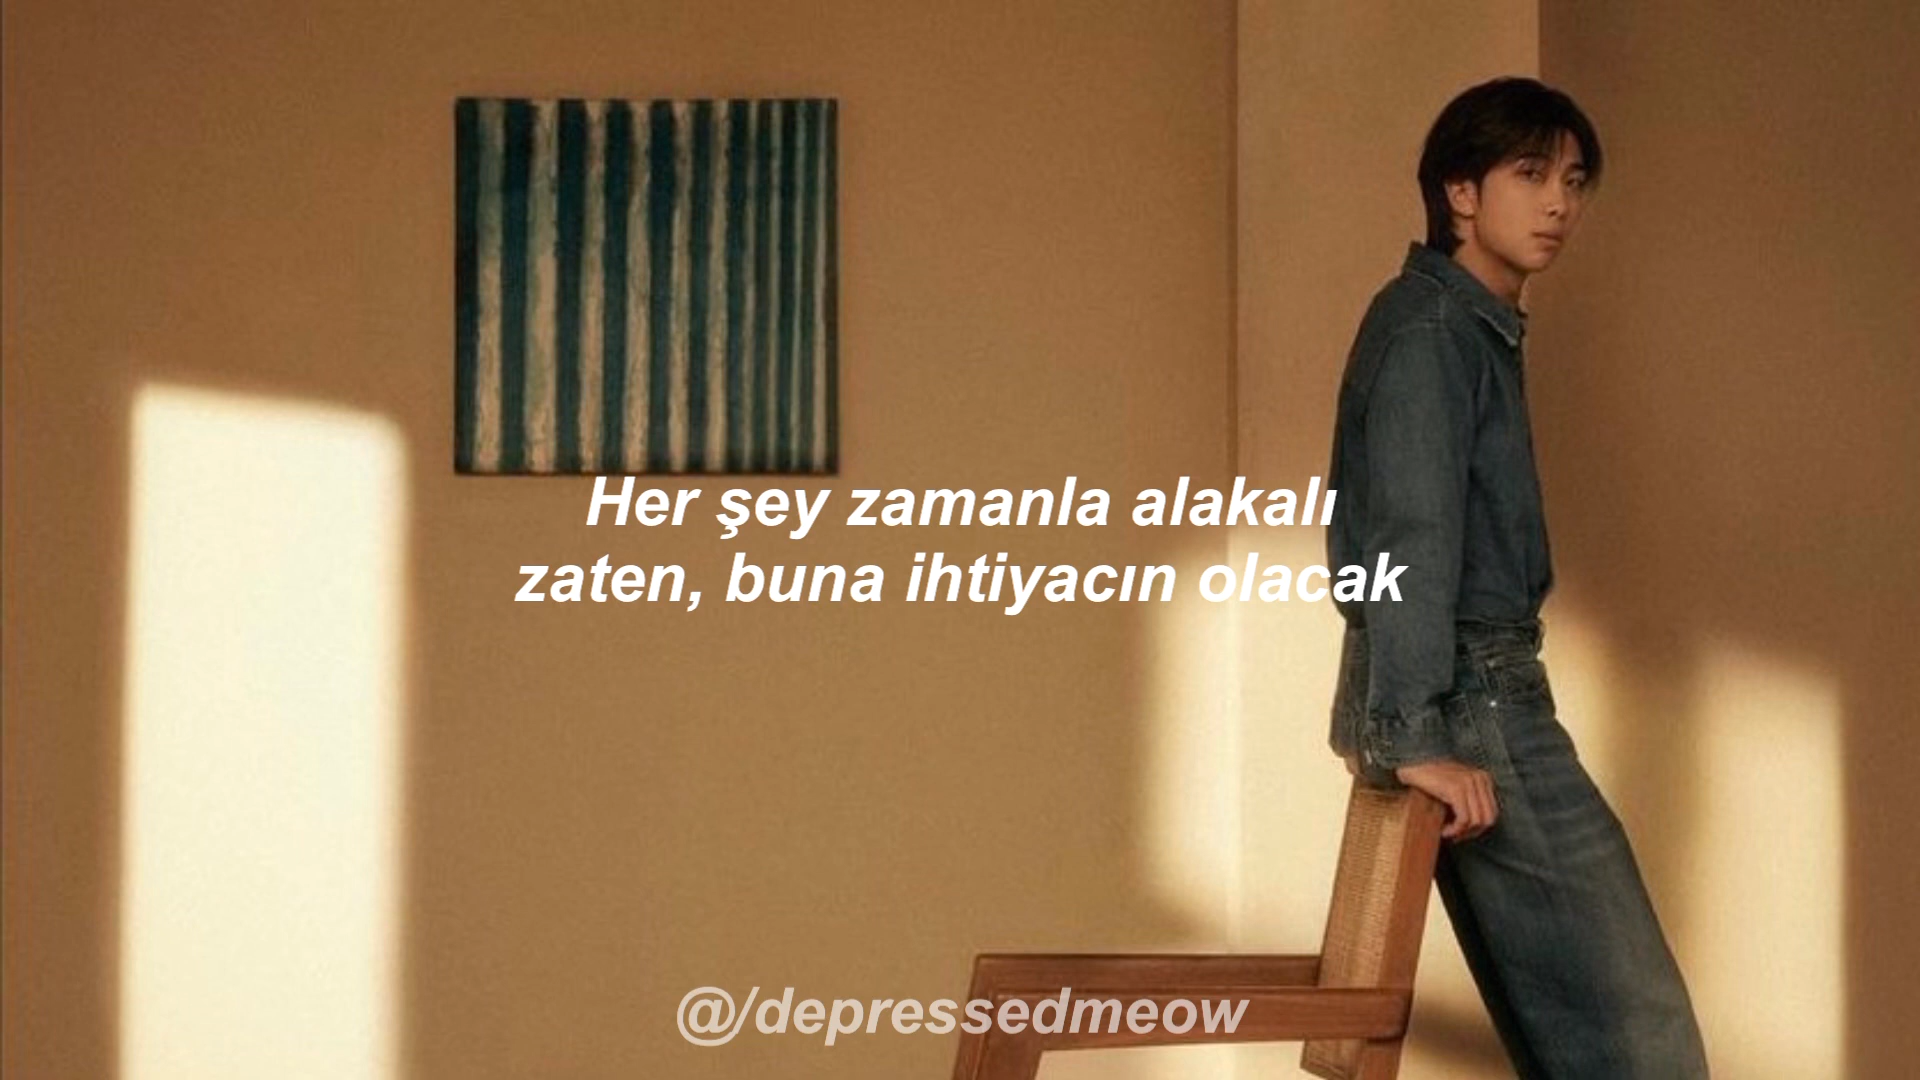 Her şey zamanla alakalı
zaten, buna ihtiyacın olacak
@/depressedmeow